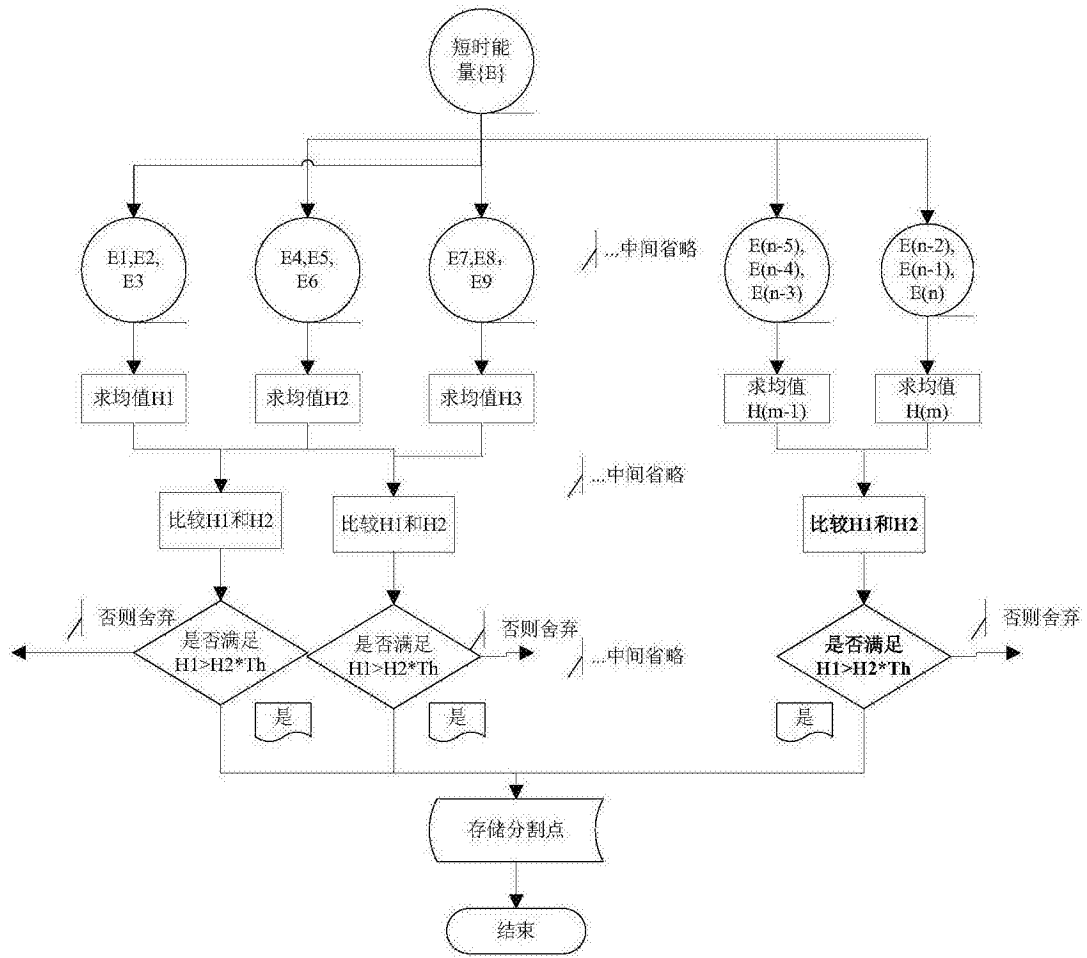 短时能
量{E}
E1,E2,
E3
E4,E5,
E6
E7,E8,
E9
...中间省略
E(n-5),
E(n-4),
E(n-3)
E(n-2),
E(n-1),
E(n)
求均值H1
求均值H2
求均值H3
求均值
H(m-1)
求均值
H(m)
...中间省略
比较H1和H2
比较H1和H2
比较H1和H2
否则舍弃
是否满足
H1>H2*Th
是否满足
H1>H2*Th
否则舍弃
...中间省略
是否满足
H1>H2*Th
否则舍弃
是
是
是
存储分割点
结束